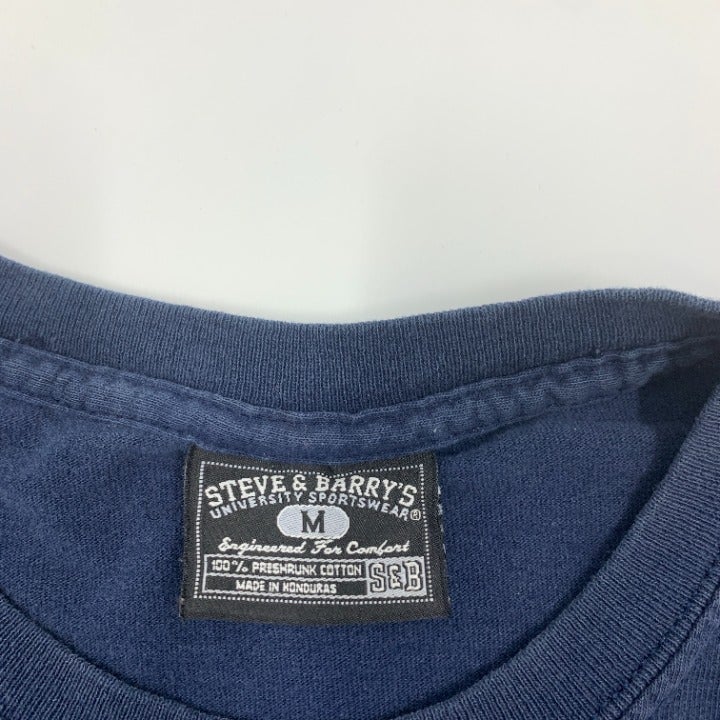 STEVE & BARRY'S
UNIVERSITY SPORTSWEAR®
M
Engineered For Comfort
100% PRESHRUNK COTTON
MADE IN HONDURAS
S&B